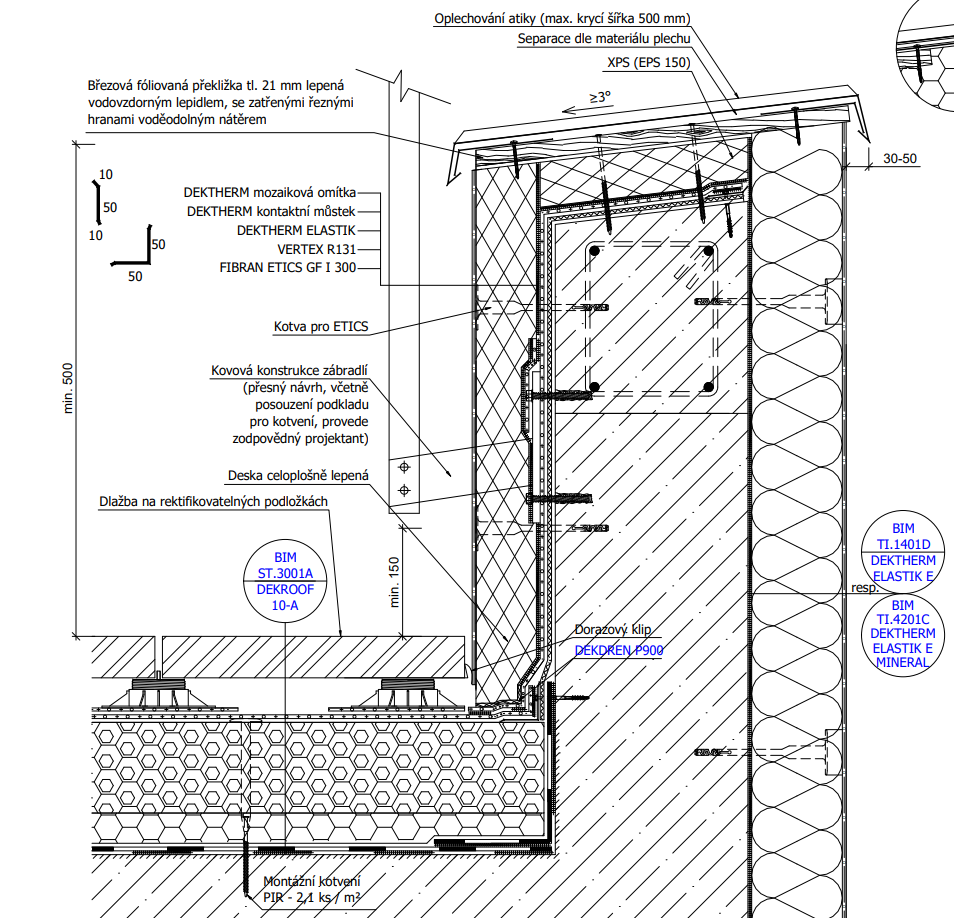 Oplechování atiky (max. krycí šířka 500 mm)
Separace dle materiálu plechu
XPS (EPS 150)
Březová fóliovaná překližka tl. 21 mm lepená
vodovzdorným lepidlem, se zatřenými řeznými
hranami voděodolným nátěrem
≥3°
30-50
10
50
10
50
50
DEKTHERM mozaiková omítka
DEKTHERM kontaktní můstek
DEKTHERM ELASTIK
VERTEX R131
FIBRAN ETICS GF I 300
Kotva pro ETICS
min. 500
Kovová konstrukce zábradlí
(přesný návrh, včetně
posouzení podkladu
pro kotvení, provede
zodpovědný projektant)
Deska celoplošně lepená
Dlažba na rektifikovatelných podložkách
BIM
ST.3001A
DEKROOF
10-A
min. 150
BIM
TI.1401D
DEKTHERM
ELASTIK E
resp.
BIM
TI.4201C
DEKTHERM
ELASTIK E
MINERAL
Dorazový klip
DEKDREN P900
Montážní kotvení
PIR - 2,1 ks / m²